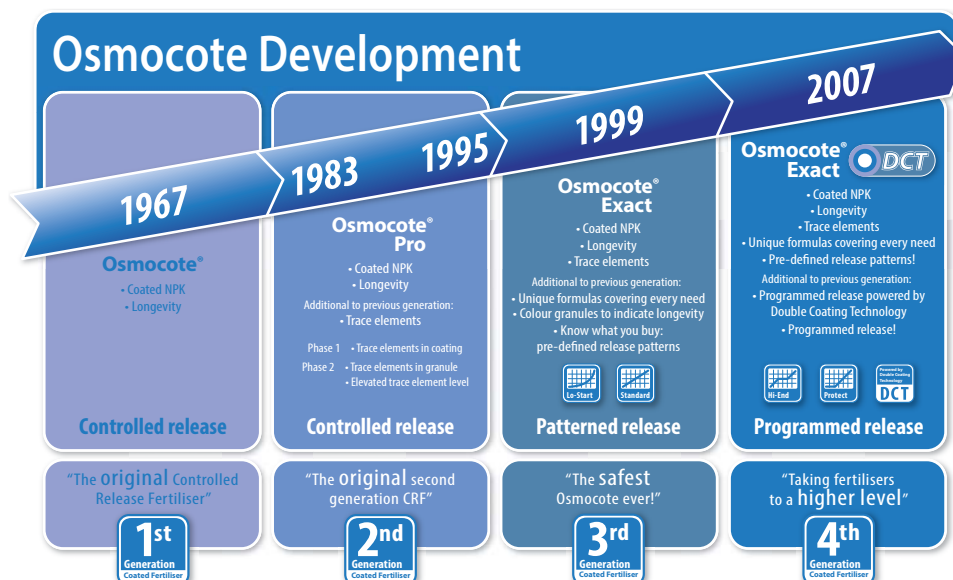 Osmocote Development
1967
1983
1995
1999
2007
Osmocote®
• Coated NPK
• Longevity
Controlled release
"The original Controlled
Release Fertiliser"
1st
Generation
Coated Fertiliser
Osmocote®
Pro
• Coated NPK
• Longevity
Additional to previous generation:
• Trace elements
Phase 1 • Trace elements in coating
Phase 2 • Trace elements in granule
• Elevated trace element level
Controlled release
"The original second
generation CRF"
2nd
Generation
Coated Fertiliser
Osmocote®
Exact
• Coated NPK
• Longevity
• Trace elements
Additional to previous generation:
• Unique formulas covering every need
• Colour granules to indicate longevity
• Know what you buy:
pre-defined release patterns
Lo-Start
Standard
Patterned release
"The safest
Osmocote ever!"
3rd
Generation
Coated Fertiliser
Osmocote®
Exact
DCT
• Coated NPK
• Longevity
• Trace elements
• Unique formulas covering every need
• Pre-defined release patterns!
Additional to previous generation:
• Programmed release powered by
Double Coating Technology
• Programmed release!
Hi-End
Protect
Powered by
Double Coating
Technology
DCT
Programmed release
"Taking fertilisers
to a higher level"
4th
Generation
Coated Fertiliser